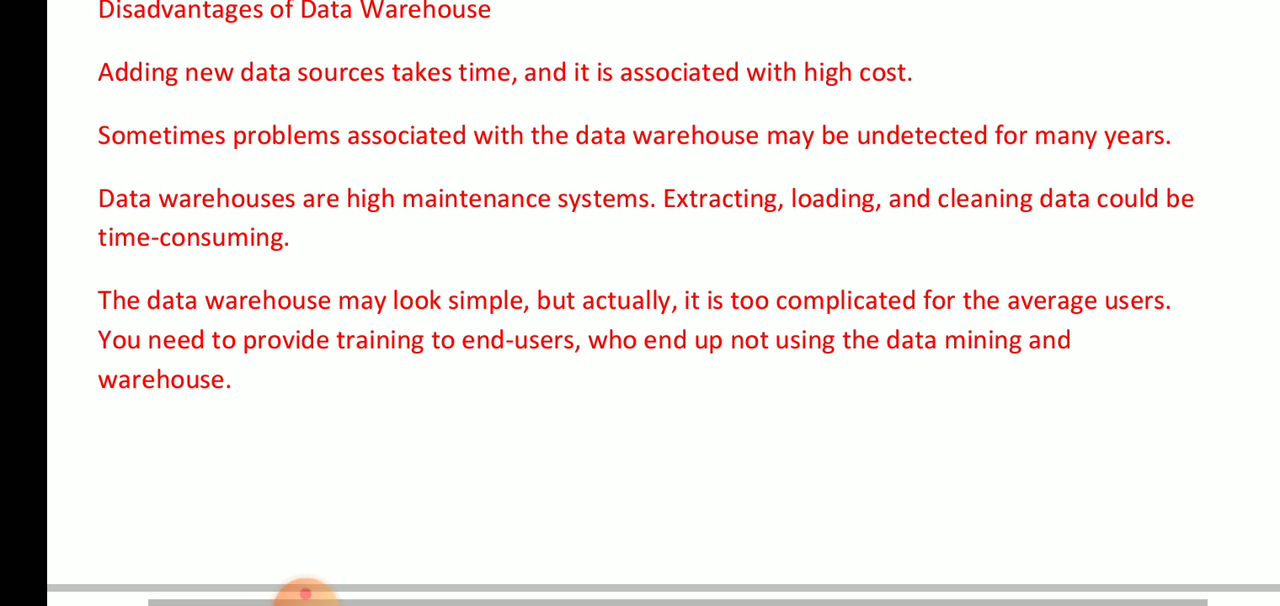 Disadvantages of Data Warehouse
Adding new data sources takes time, and it is associated with high cost.
Sometimes problems associated with the data warehouse may be undetected for many years.
Data warehouses are high maintenance systems. Extracting, loading, and cleaning data could be
time-consuming.
The data warehouse may look simple, but actually, it is too complicated for the average users.
You need to provide training to end-users, who end up not using the data mining and
warehouse.